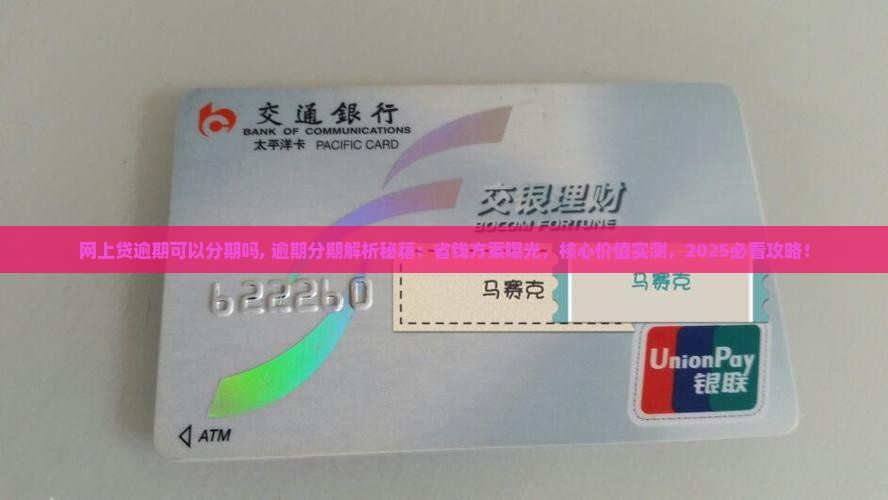 交通銀行
BANK OF COMMUNICATIONS
太平洋卡 PACIFIC CARD
交银理财
BOCOM FORTUNE
网上贷逾期可以分期吗, 逾期分期解析秘籍：省钱方案曝光，核心价值实测，2025必看攻略！
622260
马赛克
马赛克
UnionPay
银联
ATM